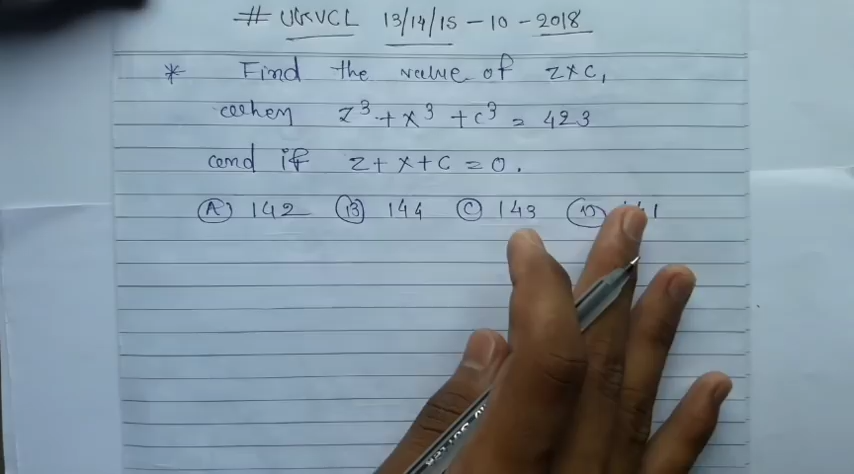 # UGVCL 13/14/15 - 10 - 2018
* Find the value of zxc,
when z³ + x³ + c³ = 423
and if z + x + c = 0.
(A) 142 (B) 144 (C) 143 (D)